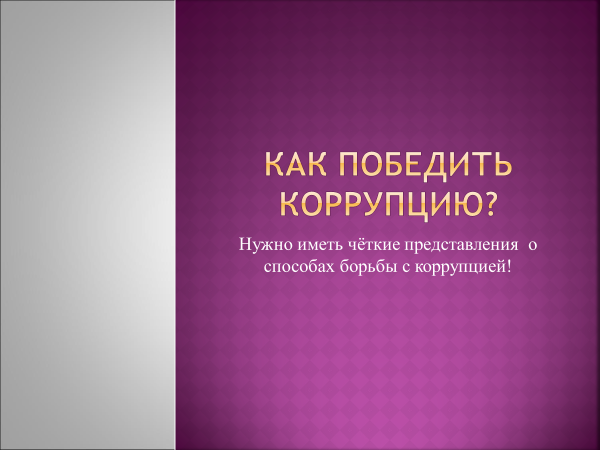 КАК ПОБЕДИТЬ
КОРРУПЦИЮ?
Нужно иметь чёткие представления  о
способах борьбы с коррупцией!